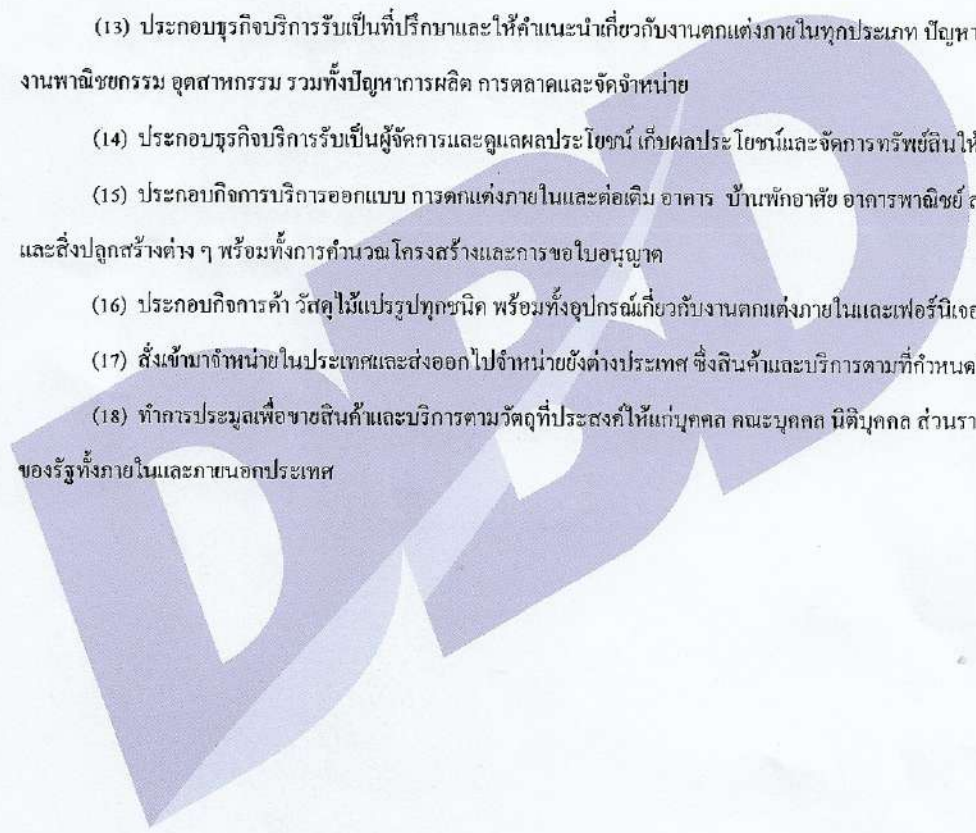 (13) ประกอบธุรกิจบริการรับเป็นที่ปรึกษาและให้คำแนะนำเกี่ยวกับงานตกแต่งภายในทุกประเภท ปัญหา
งานพาณิชยกรรม อุตสาหกรรม รวมทั้งปัญหาการผลิต การตลาดและจัดจำหน่าย
(14) ประกอบธุรกิจบริการรับเป็นผู้จัดการและดูแลผลประโยชน์ เก็บผลประโยชน์และจัดการทรัพย์สินให้
(15) ประกอบกิจการบริการออกแบบ การตกแต่งภายในและต่อเติม อาคาร บ้านพักอาศัย อาคารพาณิชย์
และสิ่งปลูกสร้างต่าง ๆ พร้อมทั้งการคำนวณโครงสร้างและการขอใบอนุญาต
(16) ประกอบกิจการค้า วัสดุไม้แปรรูปทุกชนิด พร้อมทั้งอุปกรณ์เกี่ยวกับงานตกแต่งภายในและเฟอร์นิเจอ
(17) สั่งเข้ามาจำหน่ายในประเทศและส่งออกไปจำหน่ายยังต่างประเทศ ซึ่งสินค้าและบริการตามที่กำหนด
(18) ทำการประมูลเพื่อขายสินค้าและบริการตามวัตถุที่ประสงค์ให้แก่บุคคล คณะบุคคล นิติบุคคล ส่วนรา
ของรัฐทั้งภายในและภายนอกประเทศ
DBD